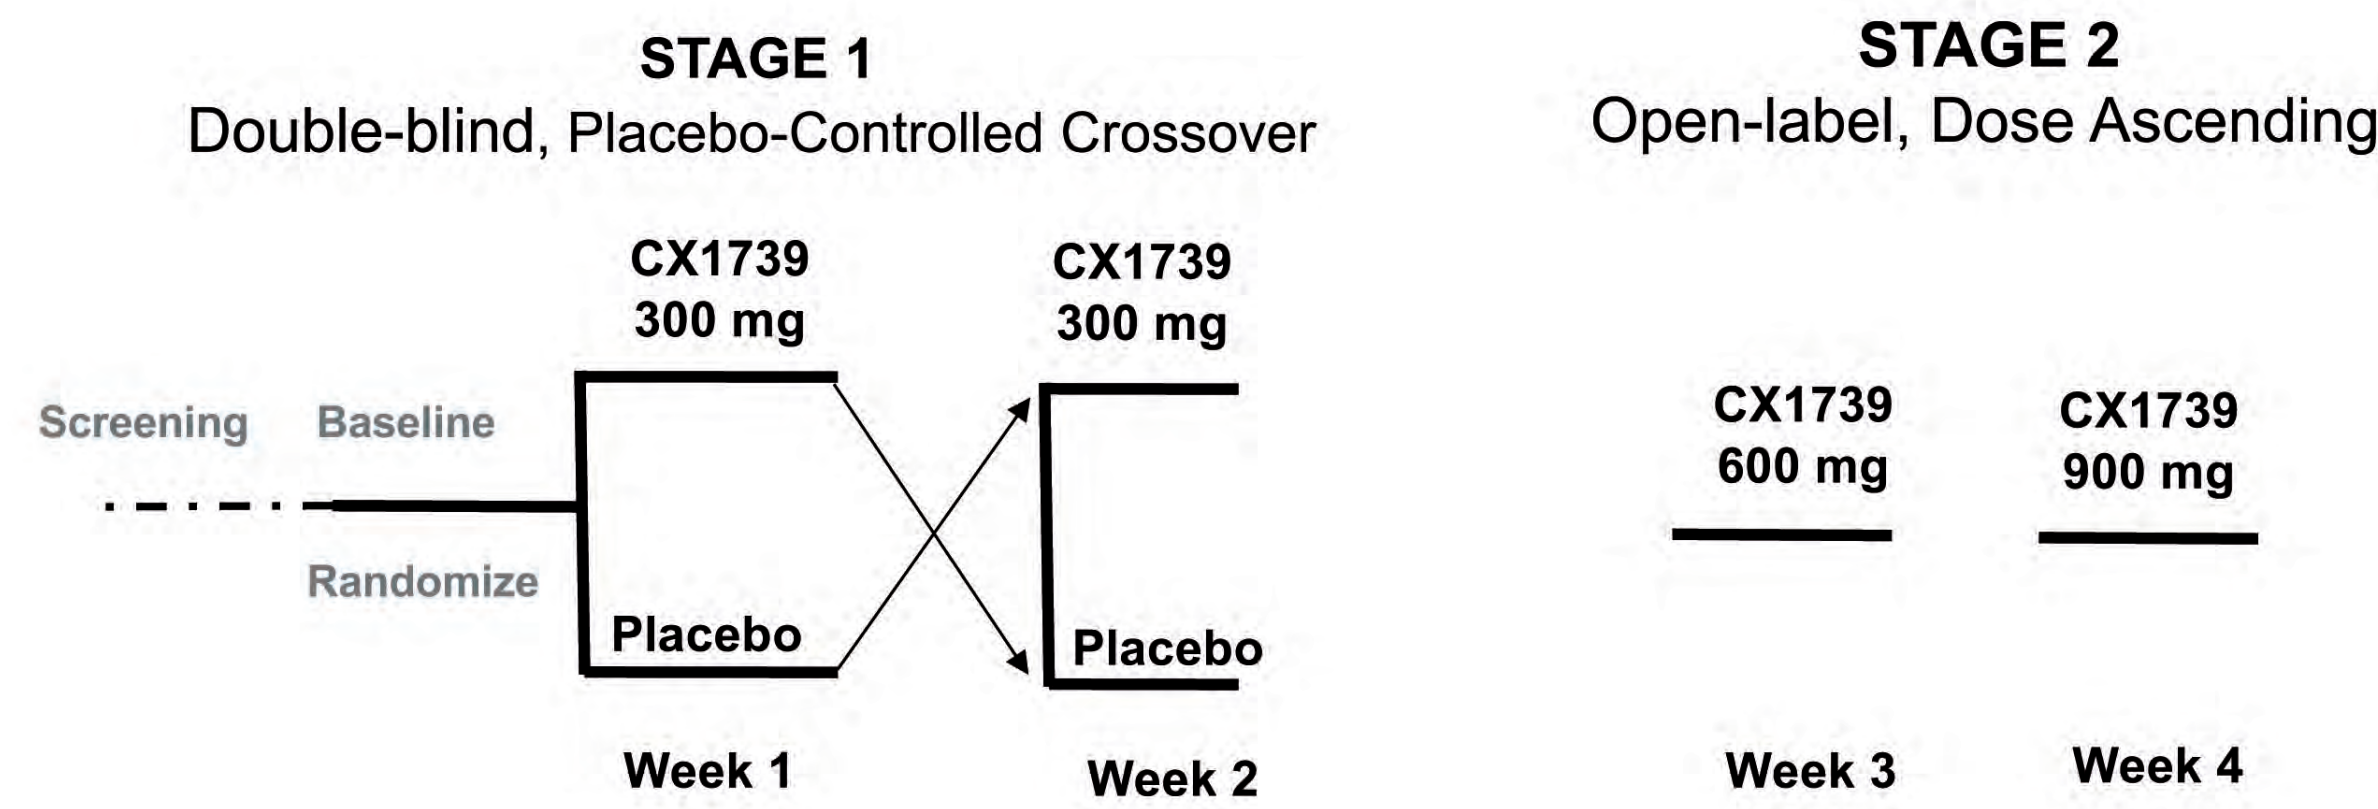 STAGE 1
Double-blind, Placebo-Controlled Crossover
STAGE 2
Open-label, Dose Ascending
CX1739
300 mg
CX1739
300 mg
Screening
Baseline
Randomize
Placebo
Placebo
CX1739
600 mg
CX1739
900 mg
Week 1
Week 2
Week 3
Week 4